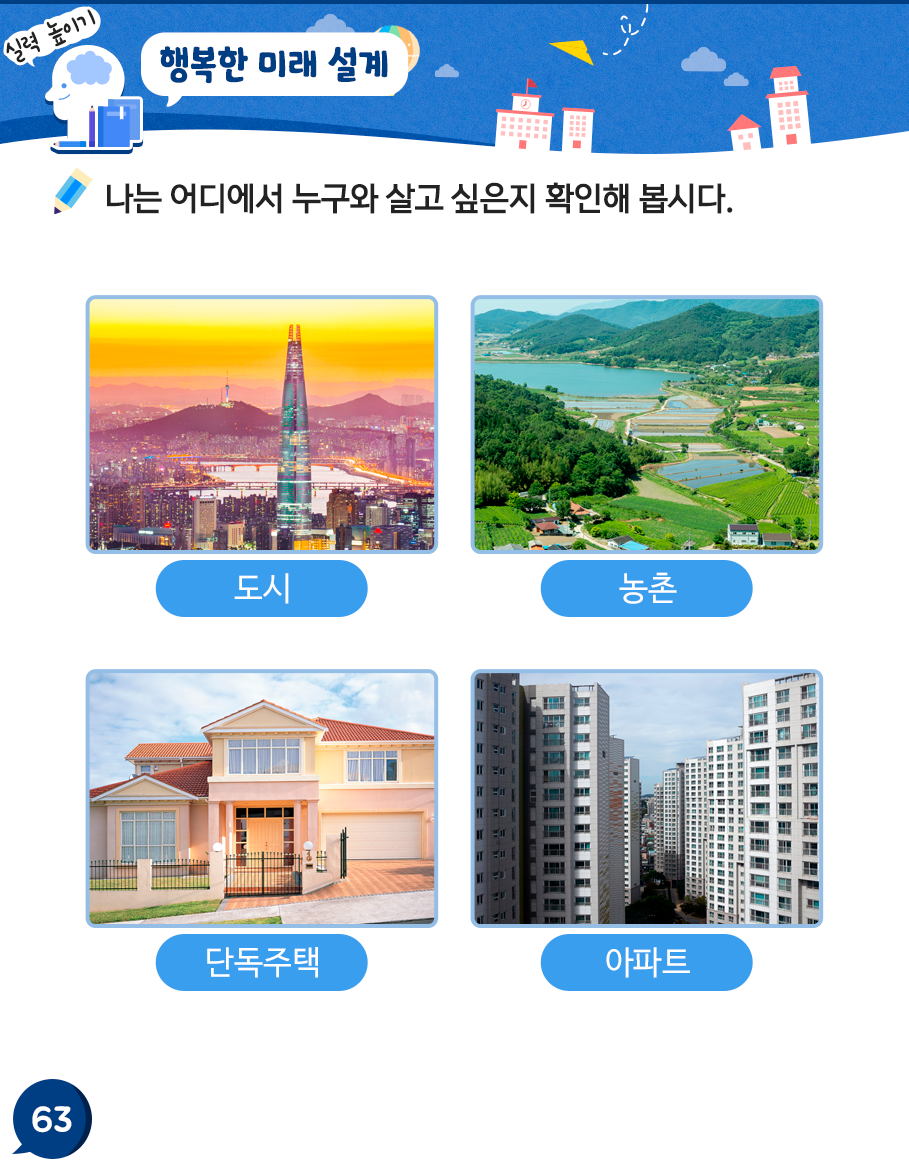 실력 높이기
행복한 미래 설계
나는 어디에서 누구와 살고 싶은지 확인해 봅시다.
도시
농촌
단독주택
아파트
63